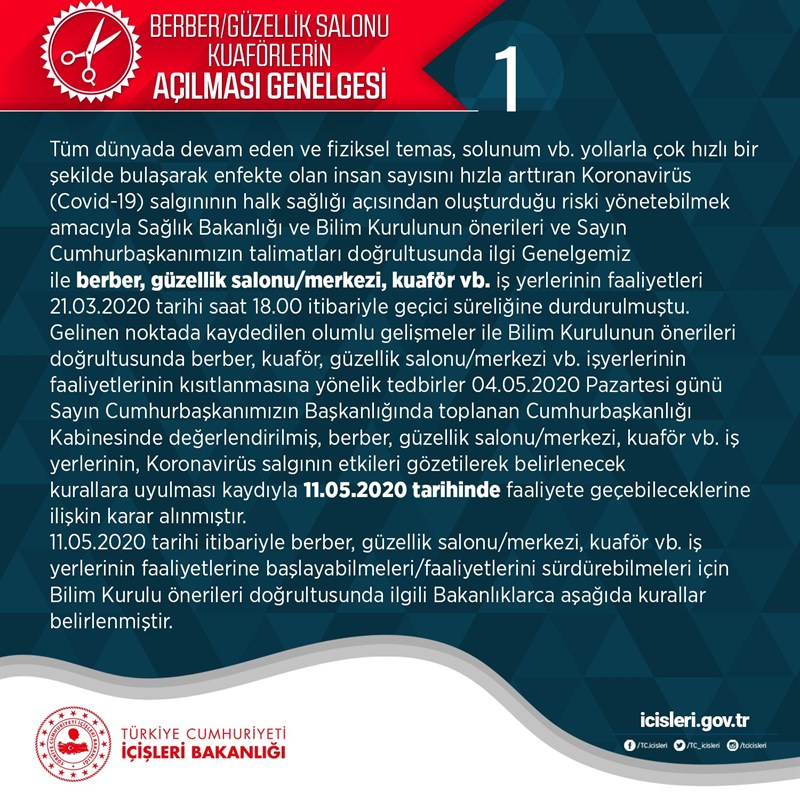 BERBER/GÜZELLİK SALONU
KUAFÖRLERİN
AÇILMASI GENELGESİ
1
Tüm dünyada devam eden ve fiziksel temas, solunum vb. yollarla çok hızlı bir
şekilde bulaşarak enfekte olan insan sayısını hızla arttıran Koronavirüs
(Covid-19) salgınının halk sağlığı açısından oluşturduğu riski yönetebilmek
amacıyla Sağlık Bakanlığı ve Bilim Kurulunun önerileri ve Sayın
Cumhurbaşkanımızın talimatları doğrultusunda ilgi Genelgemiz
ile berber, güzellik salonu/merkezi, kuaför vb. iş yerlerinin faaliyetleri
21.03.2020 tarihi saat 18.00 itibariyle geçici süreliğine durdurulmuştu.
Gelinen noktada kaydedilen olumlu gelişmeler ile Bilim Kurulunun önerileri
doğrultusunda berber, kuaför, güzellik salonu/merkezi vb. işyerlerinin
faaliyetlerinin kısıtlanmasına yönelik tedbirler 04.05.2020 Pazartesi günü
Sayın Cumhurbaşkanımızın Başkanlığında toplanan Cumhurbaşkanlığı
Kabinesinde değerlendirilmiş, berber, güzellik salonu/merkezi, kuaför vb. iş
yerlerinin, Koronavirüs salgının etkileri gözetilerek belirlenecek
kurallara uyulması kaydıyla 11.05.2020 tarihinde faaliyete geçebileceklerine
ilişkin karar alınmıştır.
11.05.2020 tarihi itibariyle berber, güzellik salonu/merkezi, kuaför vb. iş
yerlerinin faaliyetlerine başlayabilmeleri/faaliyetlerini sürdürebilmeleri için
Bilim Kurulu önerileri doğrultusunda ilgili Bakanlıklarca aşağıda kurallar
belirlenmiştir.
TÜRKİYE CUMHURİYETİ
İÇİŞLERİ BAKANLIĞI
icisleri.gov.tr
/TC.icisleri /TC_icisleri /tcicisleri